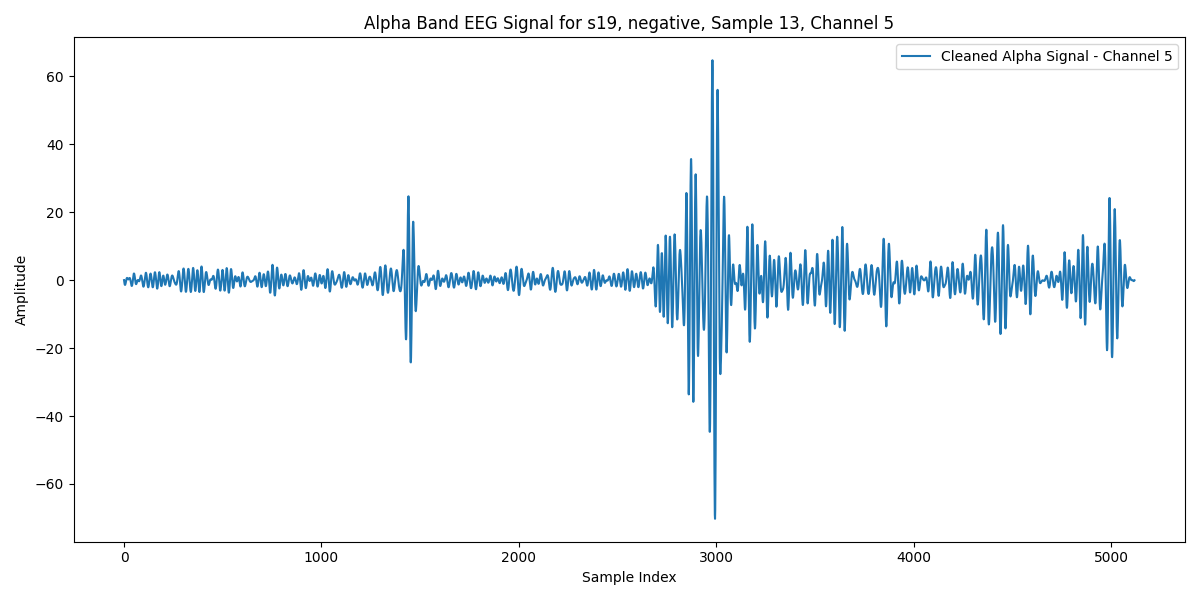 Alpha Band EEG Signal for s19, negative, Sample 13, Channel 5
Cleaned Alpha Signal - Channel 5
Amplitude
60
40
20
0
−20
−40
−60
0 1000 2000 3000 4000 5000
Sample Index